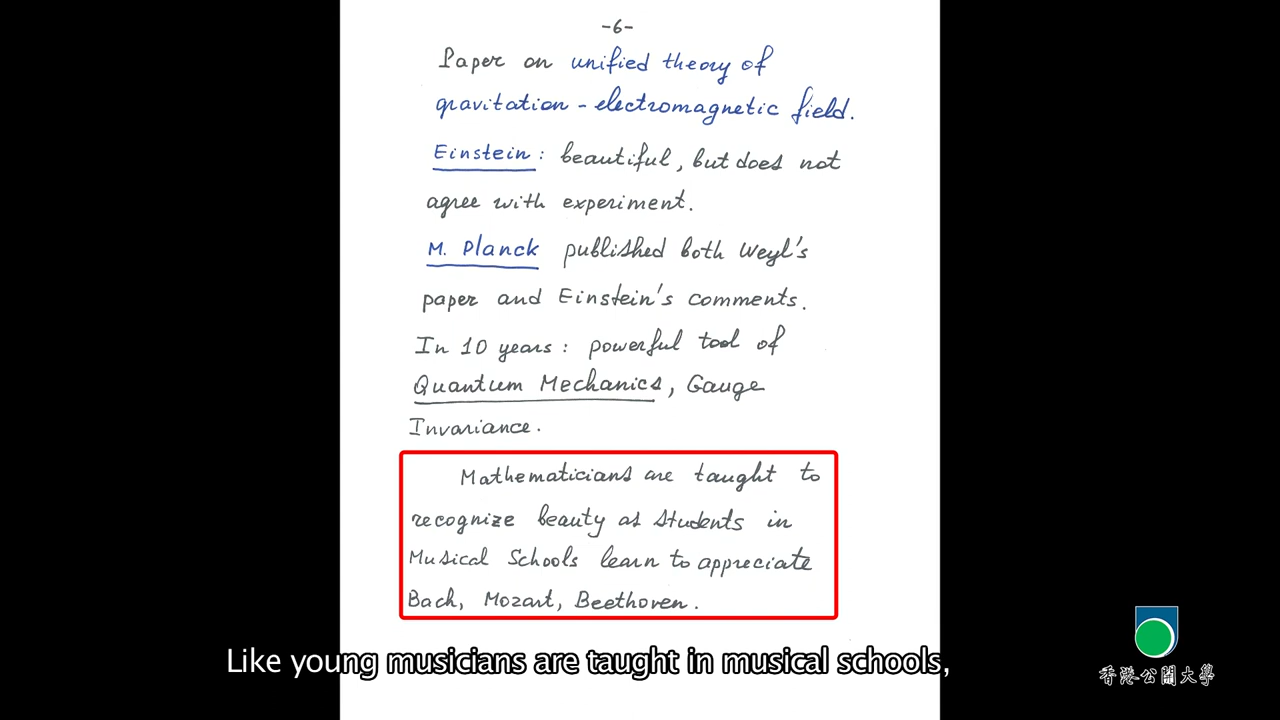 -6-
Paper on unified theory of
gravitation - electromagnetic field.
Einstein: beautiful, but does not
agree with experiment.
M. Planck published both Weyl's
paper and Einstein's comments.
In 10 years: powerful tool of
Quantum Mechanics, Gauge
Invariance.
Mathematicians are taught to
recognize beauty as students in
Musical Schools learn to appreciate
Bach, Mozart, Beethoven.
Like young musicians are taught in musical schools,
香港公開大學